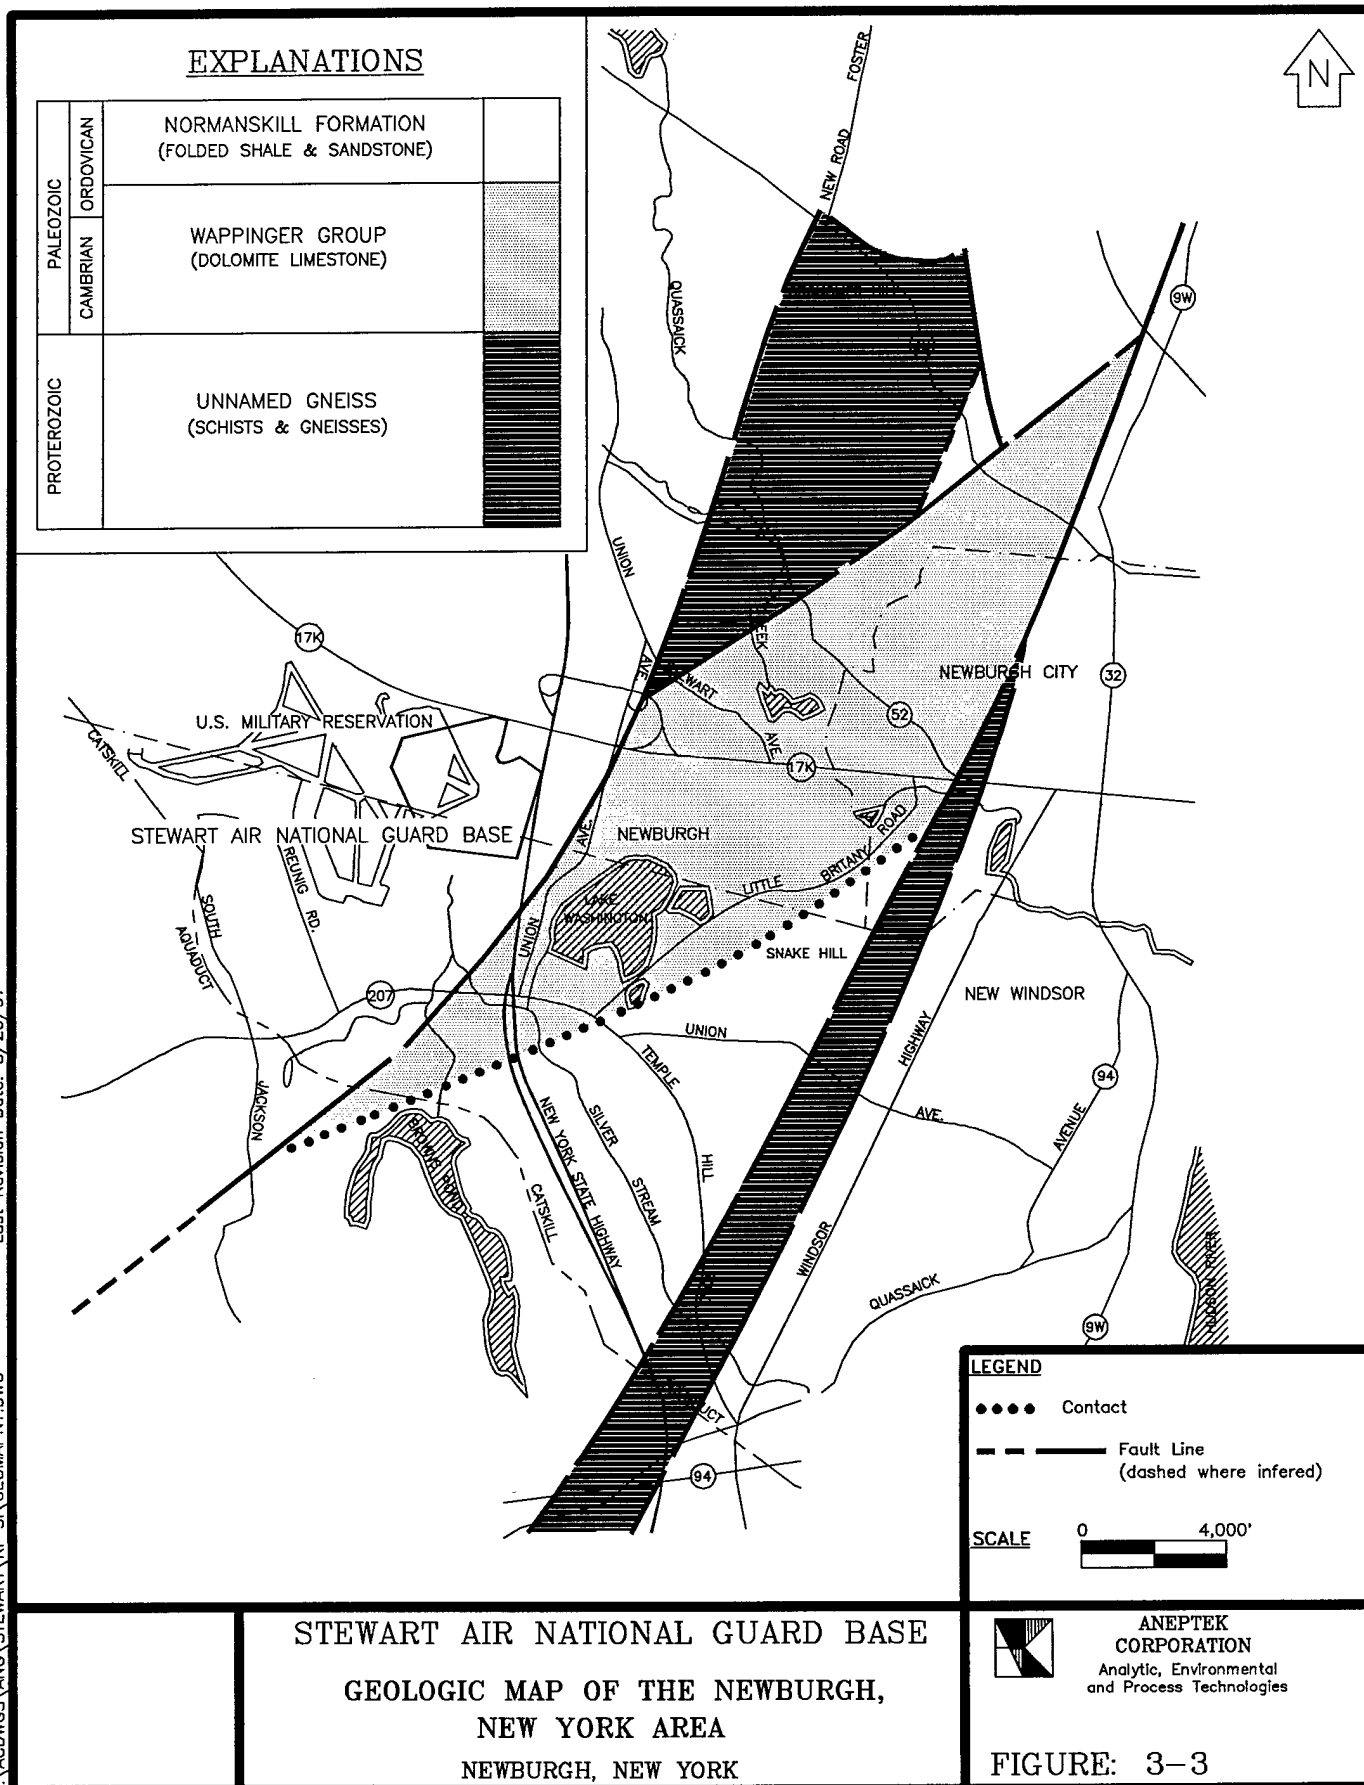 EXPLANATIONS
PALEOZOIC
ORDOVICAN
NORMANSKILL FORMATION
(FOLDED SHALE & SANDSTONE)
CAMBRIAN
WAPPINGER GROUP
(DOLOMITE LIMESTONE)
PROTEROZOIC
UNNAMED GNEISS
(SCHISTS & GNEISSES)
N
FOSTER
NEW ROAD
QUASSAICK
9W
UNION
AVE.
17K
STEWART
AVE.
NEWBURGH CITY
32
52
U.S. MILITARY RESERVATION
CATSKILL
17K
STEWART AIR NATIONAL GUARD BASE
NEWBURGH
AVE.
ROAD
BRITANY
LITTLE
REUNIG
RD.
LAKE
WASHINGTON
SOUTH
AQUADUCT
UNION
SNAKE HILL
207
NEW WINDSOR
UNION
TEMPLE
HIGHWAY
94
JACKSON
SILVER
AVE.
AVENUE
NEW YORK STATE HIGHWAY
HILL
CATSKILL
STREAM
WINDSOR
QUASSAICK
HUDSON RIVER
9W
94
LEGEND
Contact
Fault Line
(dashed where infered)
SCALE
0 4,000'
STEWART AIR NATIONAL GUARD BASE
GEOLOGIC MAP OF THE NEWBURGH,
NEW YORK AREA
NEWBURGH, NEW YORK
ANEPTEK
CORPORATION
Analytic, Environmental
and Process Technologies
FIGURE: 3-3